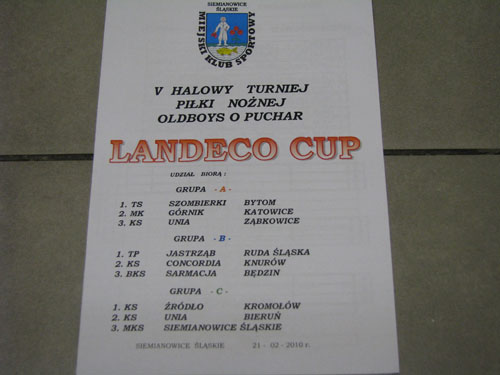 SIEMIANOWICE
ŚLĄSKIE
MIEJSKI KLUB SPORTOWY
V HALOWY TURNIEJ
PIŁKI NOŻNEJ
OLDBOYS O PUCHAR
LANDECO CUP
UDZIAŁ BIORĄ :
GRUPA - A -
1. TS SZOMBIERKI BYTOM
2. MK GÓRNIK KATOWICE
3. KS UNIA ZĄBKOWICE
GRUPA - B -
1. TP JASTRZĄB RUDA ŚLĄSKA
2. KS CONCORDIA KNURÓW
3. BKS SARMACJA BĘDZIN
GRUPA - C -
1. KS ŹRÓDŁO KROMOŁÓW
2. KS UNIA BIERUŃ
3. MKS SIEMIANOWICE ŚLĄSKIE
SIEMIANOWICE ŚLĄSKIE 21 - 02 - 2010 r.